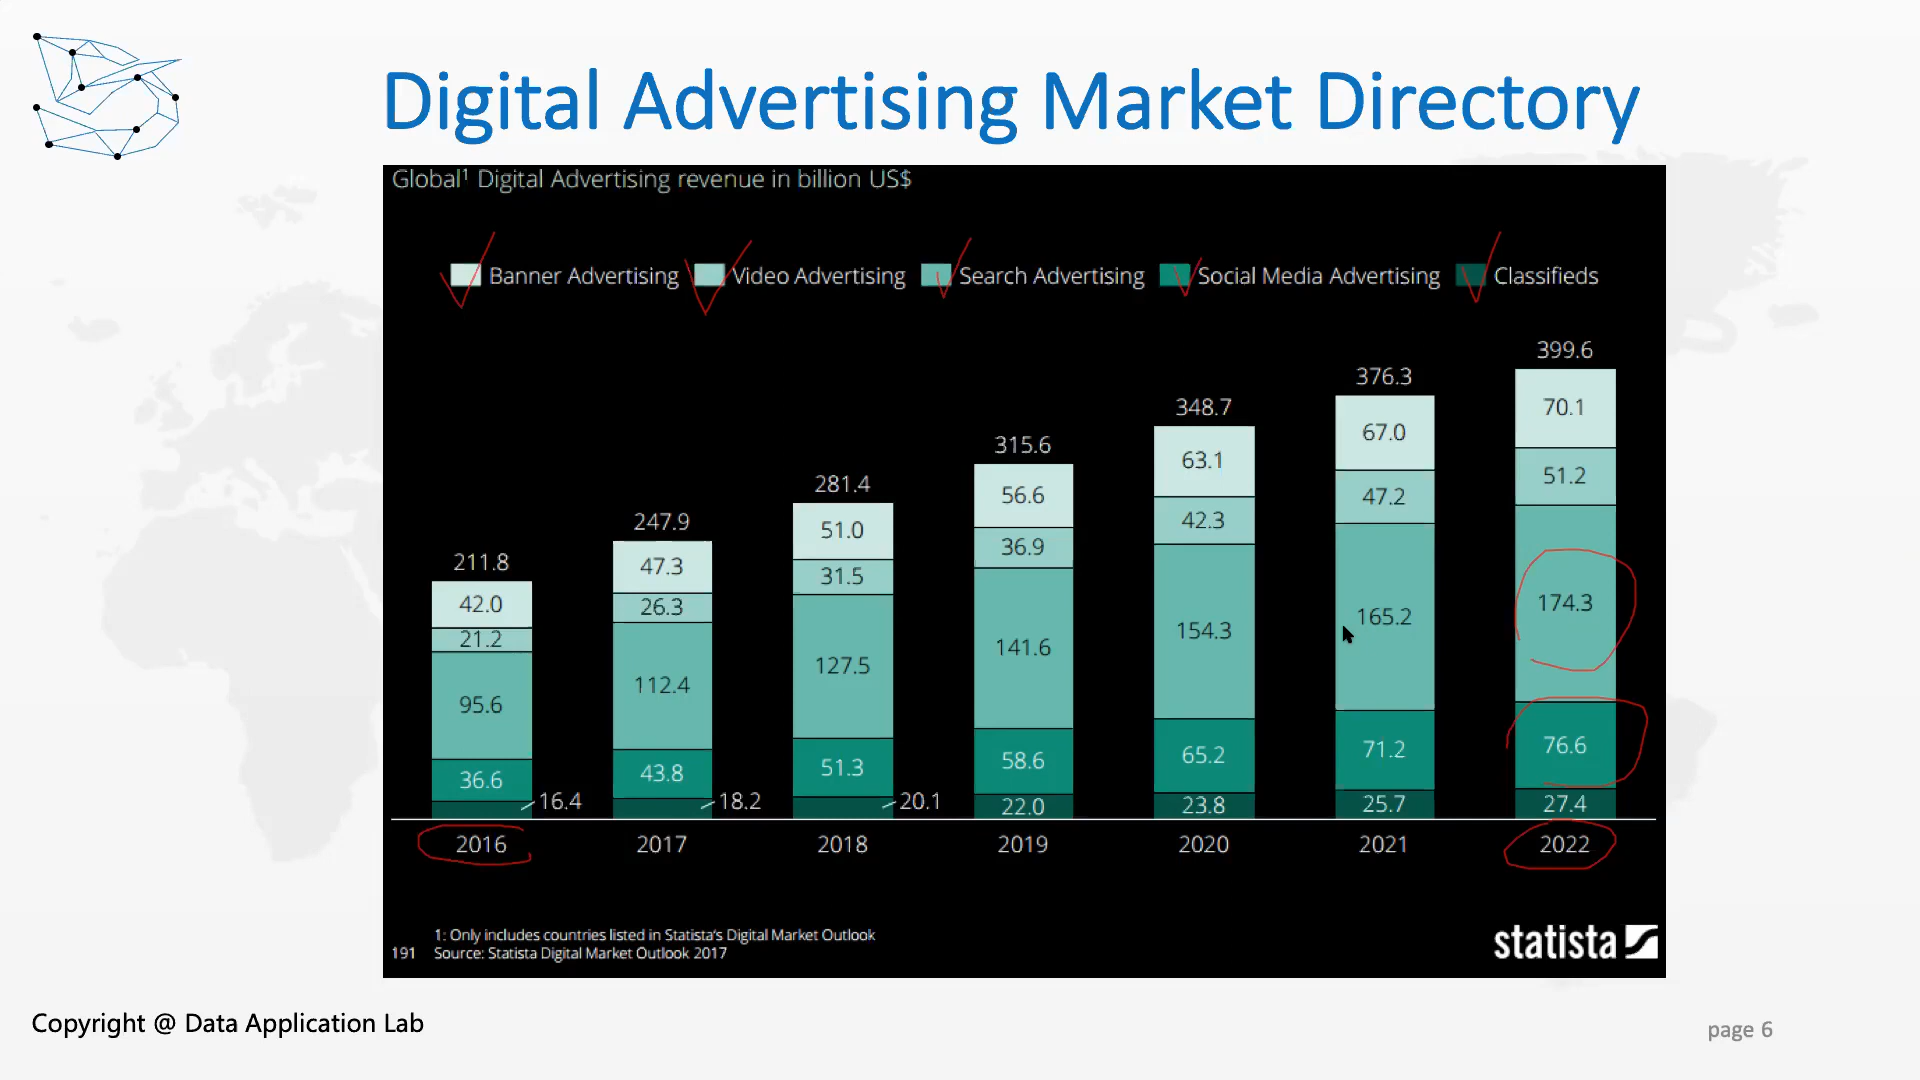 Digital Advertising Market Directory
Global¹ Digital Advertising revenue in billion US$
Banner Advertising Video Advertising Search Advertising Social Media Advertising Classifieds
211.8 247.9 281.4 315.6 348.7 376.3 399.6
42.0 47.3 51.0 56.6 63.1 67.0 70.1
21.2 26.3 31.5 36.9 42.3 47.2 51.2
95.6 112.4 127.5 141.6 154.3 165.2 174.3
36.6 43.8 51.3 58.6 65.2 71.2 76.6
16.4 18.2 20.1 22.0 23.8 25.7 27.4
2016 2017 2018 2019 2020 2021 2022
1: Only includes countries listed in Statista's Digital Market Outlook
191 Source: Statista Digital Market Outlook 2017
statista
Copyright @ Data Application Lab
page 6